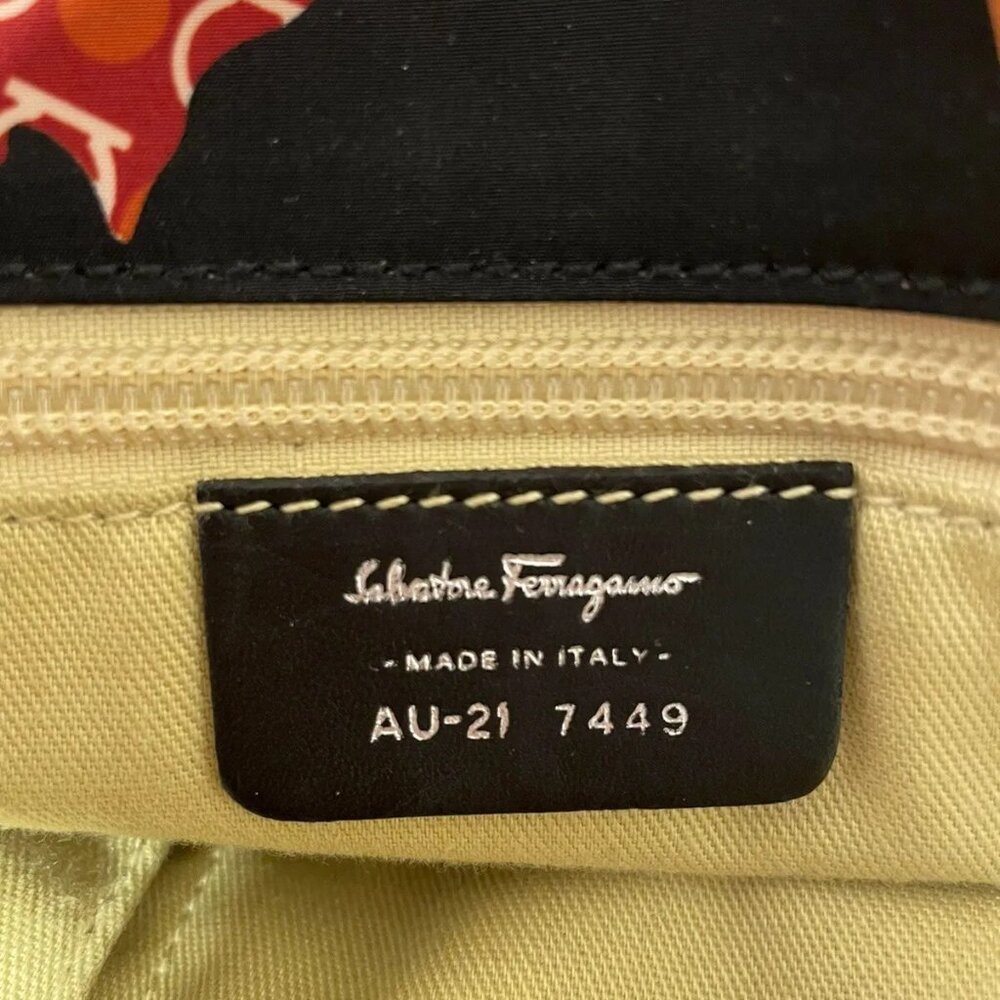 Salvatore Ferragamo
- MADE IN ITALY -
AU-21 7449